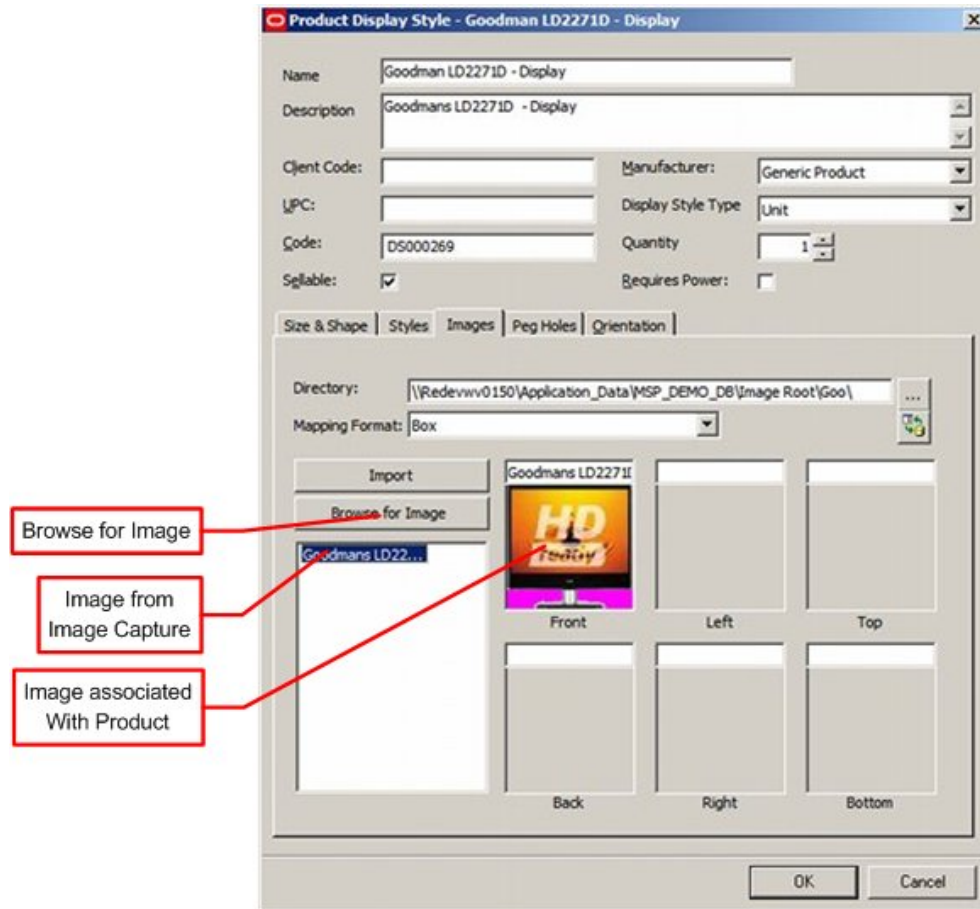 Product Display Style - Goodman LD2271D - Display
Name
Goodman LD2271D - Display
Description
Goodmans LD2271D - Display
Client Code:
Manufacturer:
Generic Product
UPC:
Display Style Type
Unit
Code:
DS000269
Quantity
1
Sellable:
Requires Power:
Size & Shape
Styles
Images
Peg Holes
Orientation
Directory:
\\Redevwv0150\Application_Data\MSP_DEMO_DB\Image Root\Goo\
...
Mapping Format:
Box
Import
Goodmans LD2271D
Browse for Image
Browse for Image
Goodmans LD22...
HD
ready
Image from
Image Capture
Front
Left
Top
Image associated
With Product
Back
Right
Bottom
OK
Cancel